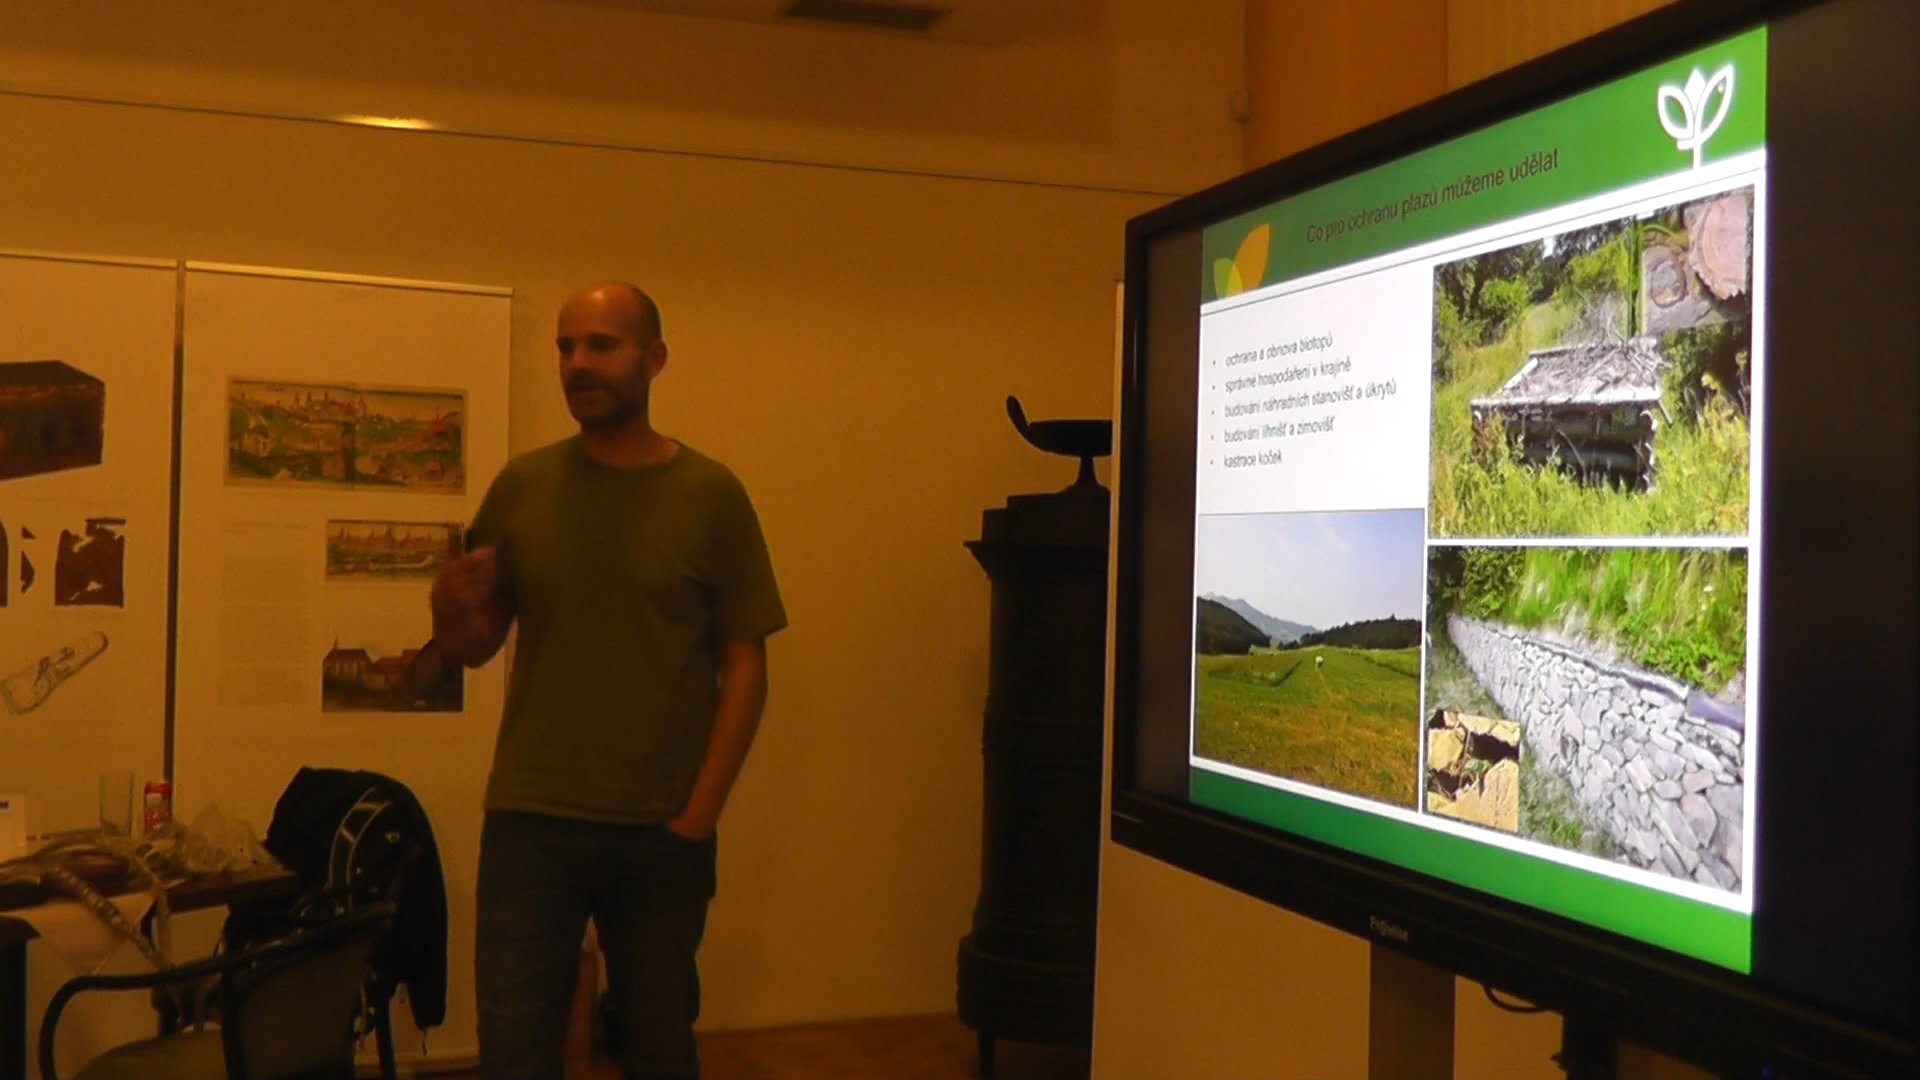 Co pro ochranu plazů můžeme udělat
ochrana a obnova biotopů
správné hospodaření v krajině
budování náhradních stanovišť a úkrytů
budování líhnišť a zimovišť
kastrace koček